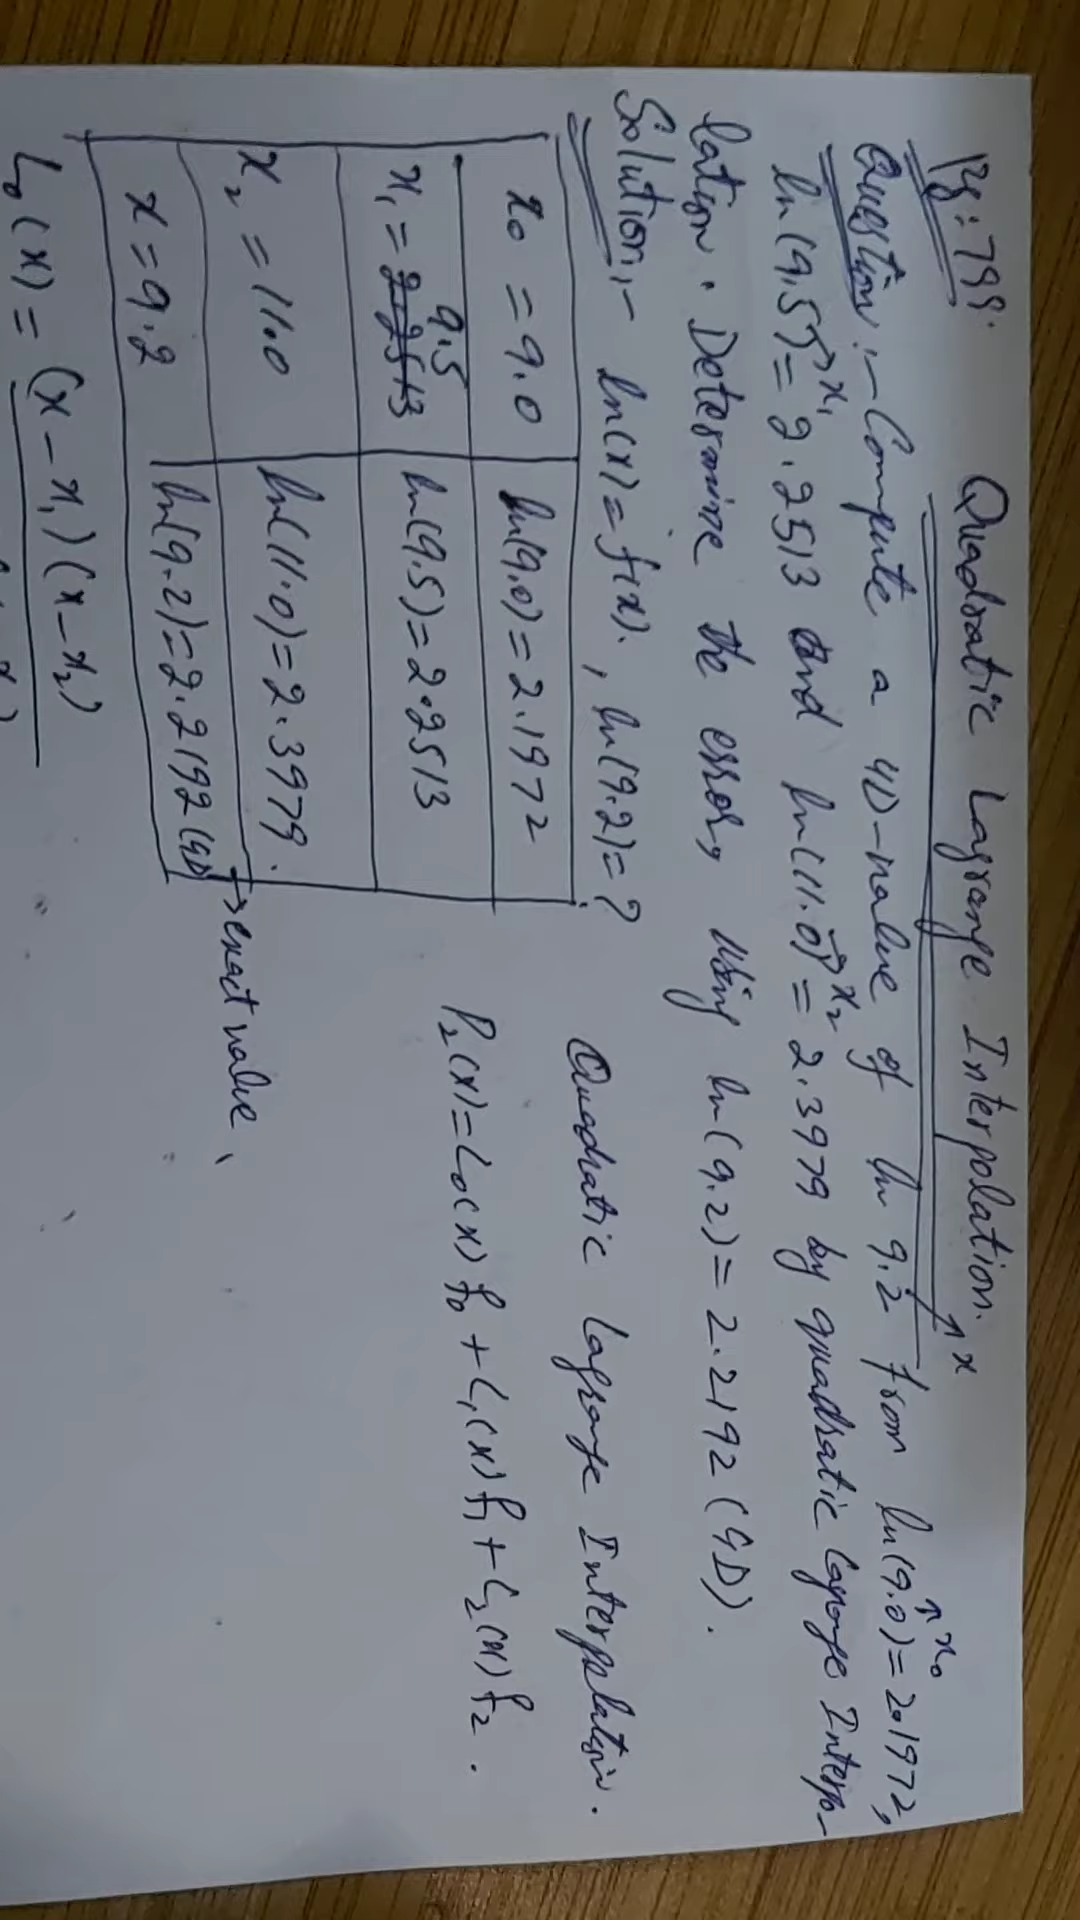 Pg: 799. Quadratic Lagrange Interpolation.
↑ x
↑ x₀
Question :- Compute a 4D-value of ln 9.2 from ln(9.0) = 2.1972,
ln(9.5)→x₁ = 2.2513 and ln(11.0)→x₂ = 2.3979 by quadratic Lagrange Interpo-
lation. Determine the error, using ln(9.2) = 2.2192 (4D).
Solution :- ln(x) = f(x). , ln(9.2) = ?
Quadratic Lagrange Interpolation.
x₀ = 9.0 ln(9.0) = 2.1972
P₂(x) = L₀(x) f₀ + L₁(x) f₁ + L₂(x) f₂ .
x₁ = 9.5 ln(9.5) = 2.2513
x₂ = 11.0 ln(11.0) = 2.3979.
x = 9.2 ln(9.2) = 2.2192 (4D) → exact value.
L₀(x) = (x - x₁) (x - x₂)